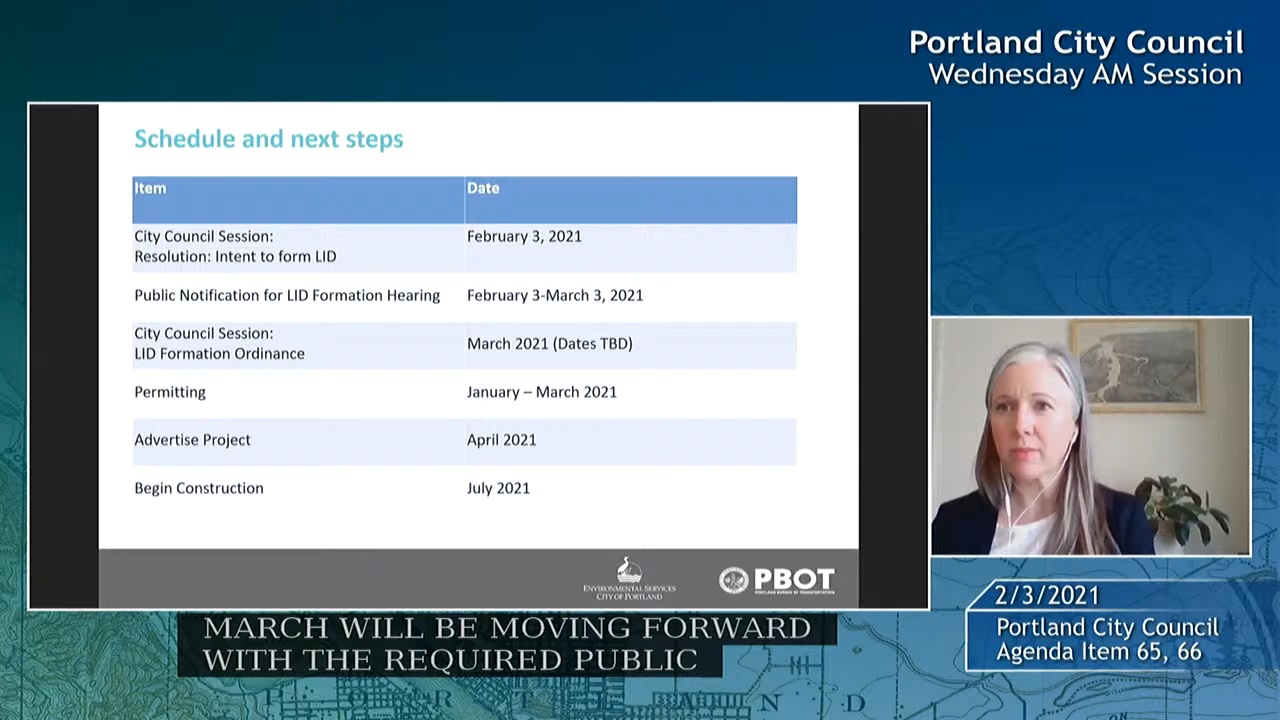 Portland City Council
Wednesday AM Session
Schedule and next steps
Item Date
City Council Session: February 3, 2021
Resolution: Intent to form LID
Public Notification for LID Formation Hearing February 3-March 3, 2021
City Council Session:
LID Formation Ordinance March 2021 (Dates TBD)
Permitting January – March 2021
Advertise Project April 2021
Begin Construction July 2021
ENVIRONMENTAL SERVICES
CITY OF PORTLAND
PBOT
PORTLAND BUREAU OF TRANSPORTATION
2/3/2021
Portland City Council
Agenda Item 65, 66
MARCH WILL BE MOVING FORWARD
WITH THE REQUIRED PUBLIC